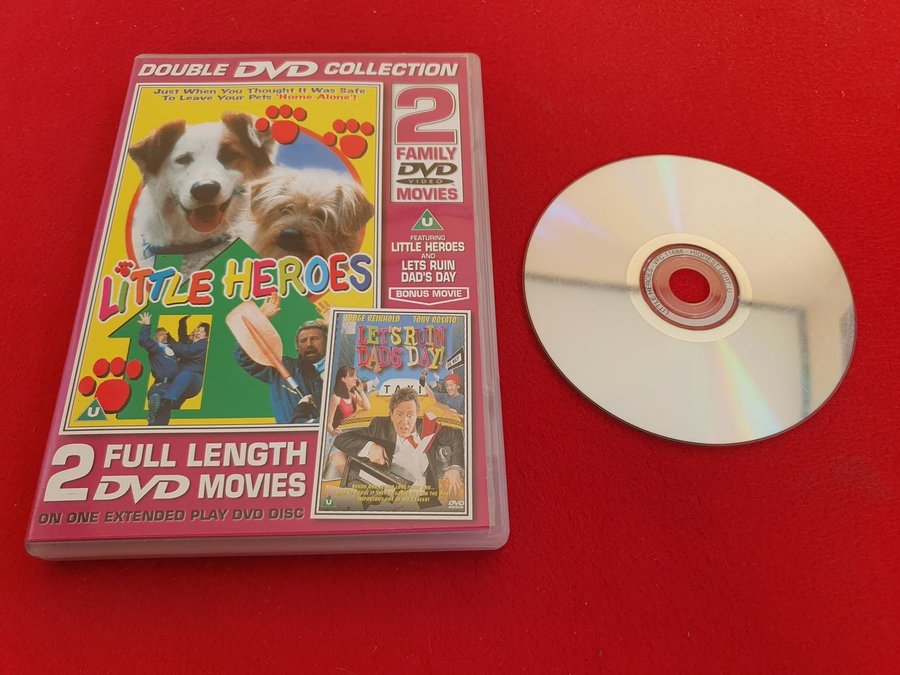 DOUBLE DVD COLLECTION
Just When You Thought It Was Safe
To Leave Your Pets 'Home Alone'!
LiTTLE HEROES
U
2
FAMILY
DVD
VIDEO
MOVIES
U
FEATURING
LITTLE HEROES
AND
LETS RUIN
DAD'S DAY
BONUS MOVIE
JUDGE REINHOLD TONY ROSATO
LET'S RUIN
DAD'S DAY!
TAXI
U
DVD
2 FULL LENGTH
DVD MOVIES
ON ONE EXTENDED PLAY DVD DISC
LITTLE HEROES